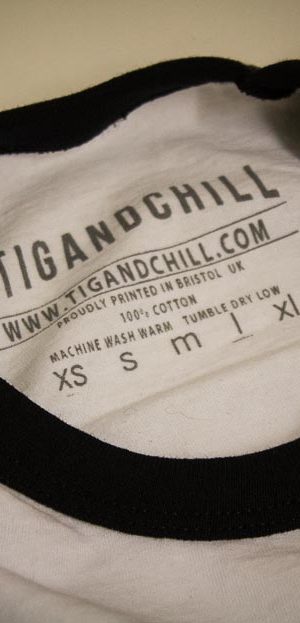 TIGANDCHILL
WWW.TIGANDCHILL.COM
PROUDLY PRINTED IN BRISTOL UK
100% COTTON
MACHINE WASH WARM TUMBLE DRY LOW
XS S m l xl